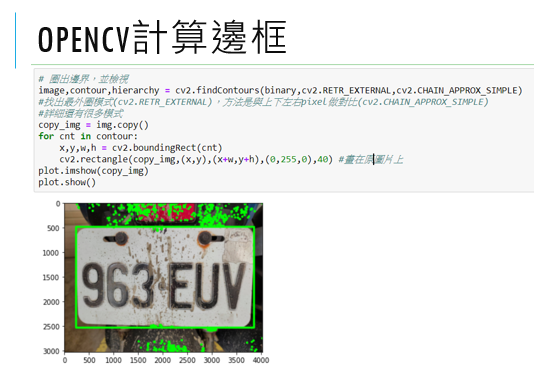 OPENCV計算邊框
# 圈出邊界，並檢視
image,contour,hierarchy = cv2.findContours(binary,cv2.RETR_EXTERNAL,cv2.CHAIN_APPROX_SIMPLE)
#找出最外圈模式(cv2.RETR_EXTERNAL)，方法是與上下左右pixel做對比(cv2.CHAIN_APPROX_SIMPLE)
#詳細還有很多模式
copy_img = img.copy()
for cnt in contour:
x,y,w,h = cv2.boundingRect(cnt)
cv2.rectangle(copy_img,(x,y),(x+w,y+h),(0,255,0),40) #畫在原圖片上
plot.imshow(copy_img)
plot.show()
0
500
1000
1500
2000
2500
3000
963 EUV
0 500 1000 1500 2000 2500 3000 3500 4000